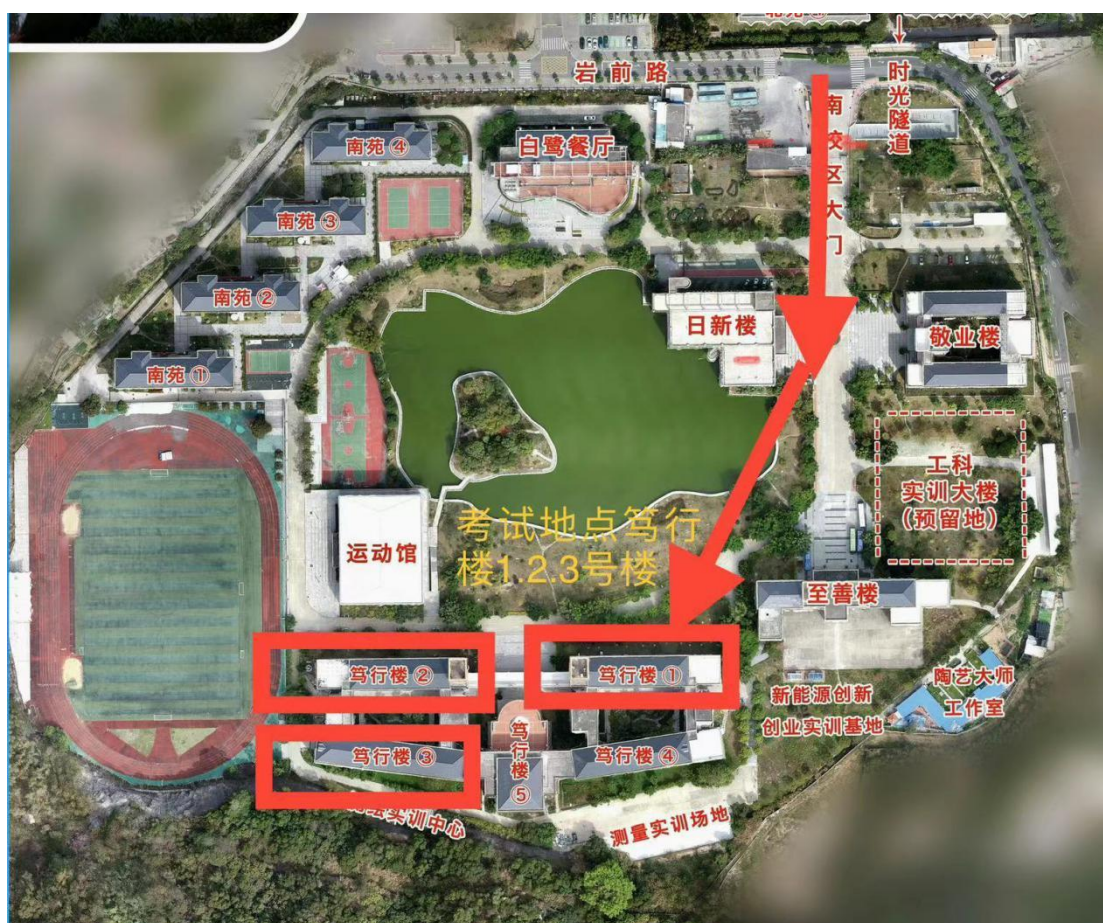 岩前路
时光隧道
南校区大门
南苑④
白鹭餐厅
南苑③
南苑②
日新楼
敬业楼
南苑①
工科
实训大楼
(预留地)
考试地点笃行
楼1.2.3号楼
运动馆
至善楼
笃行楼②
笃行楼①
陶艺大师
工作室
新能源创新
创业实训基地
笃行楼③
笃行楼⑤
笃行楼④
实训中心
测量实训场地